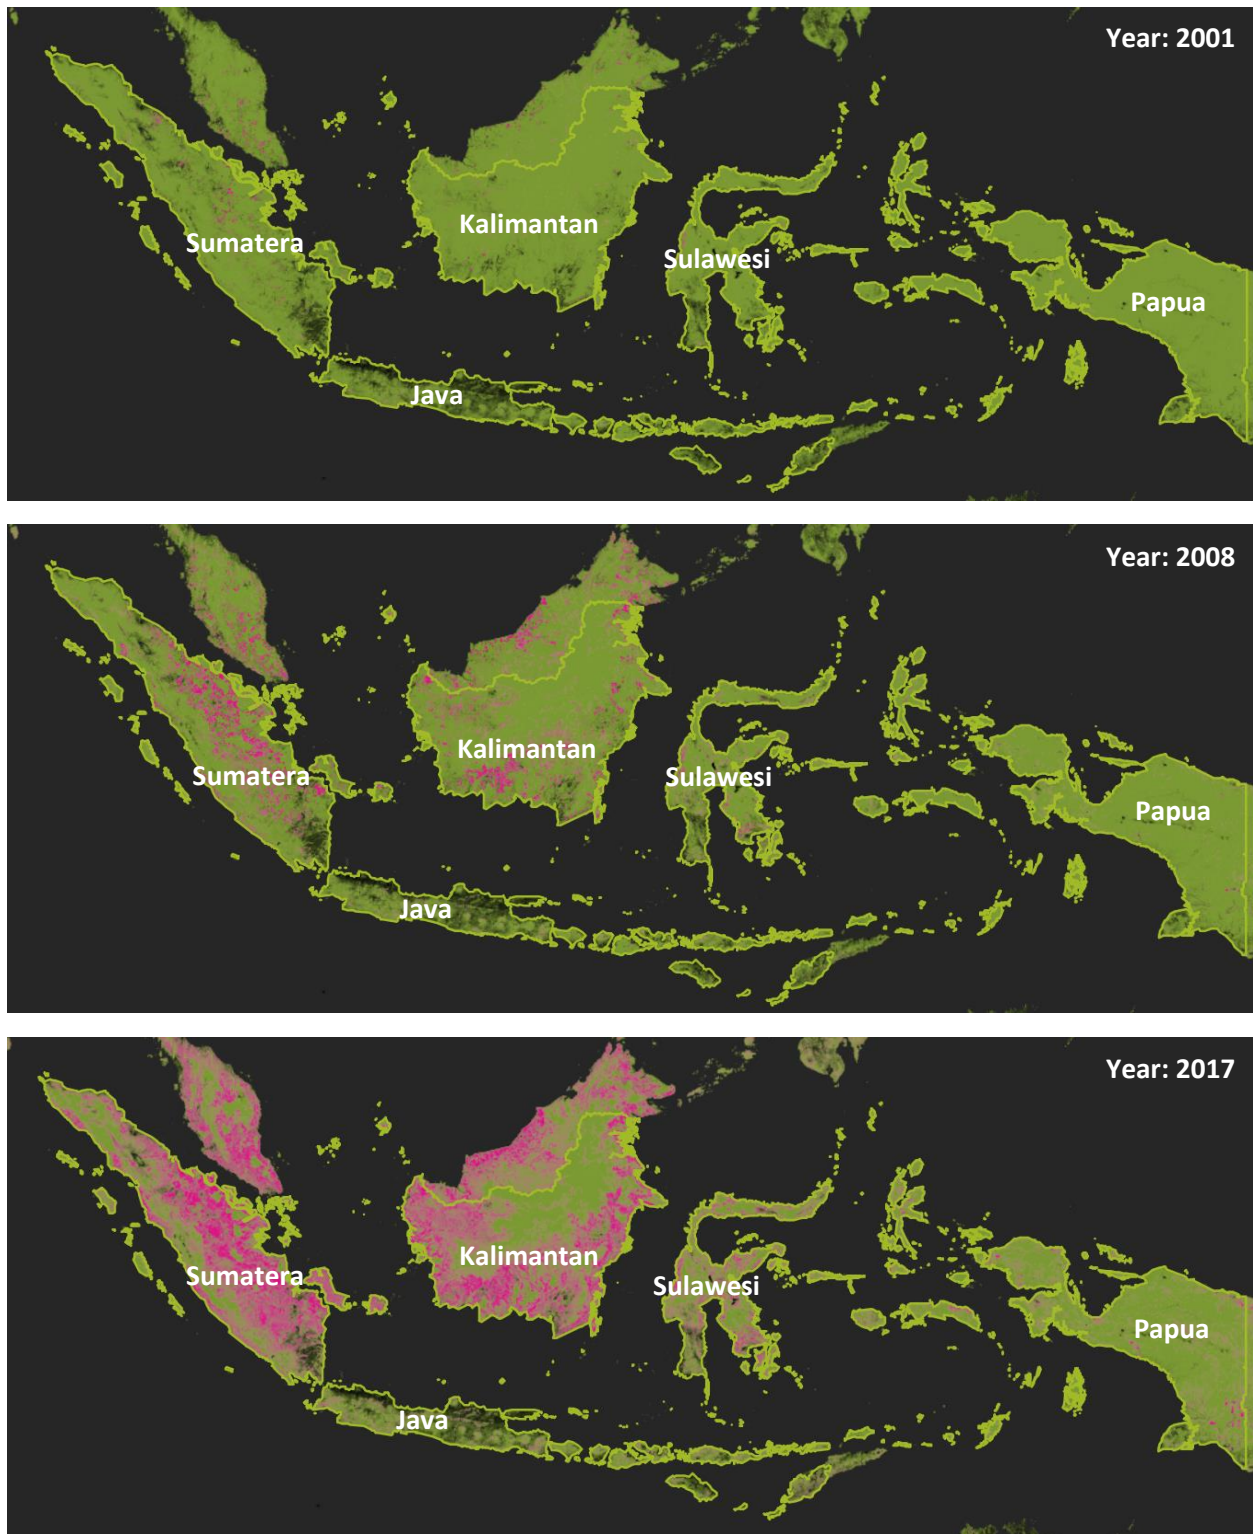 Year: 2001
Kalimantan
Sumatera
Sulawesi
Papua
Java
Year: 2008
Kalimantan
Sumatera
Sulawesi
Papua
Java
Year: 2017
Kalimantan
Sumatera
Sulawesi
Papua
Java